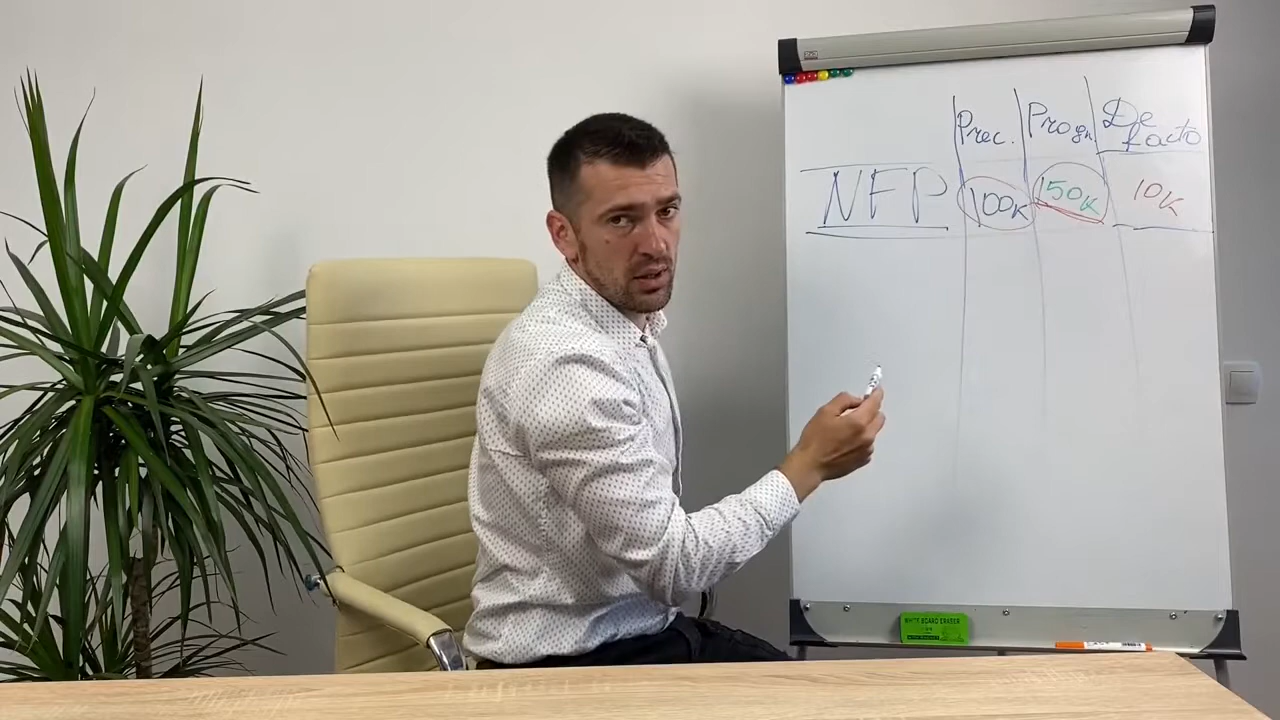 Prec. Progn De facto
NFP 100K 150K 10K
WHITE BOARD ERASER